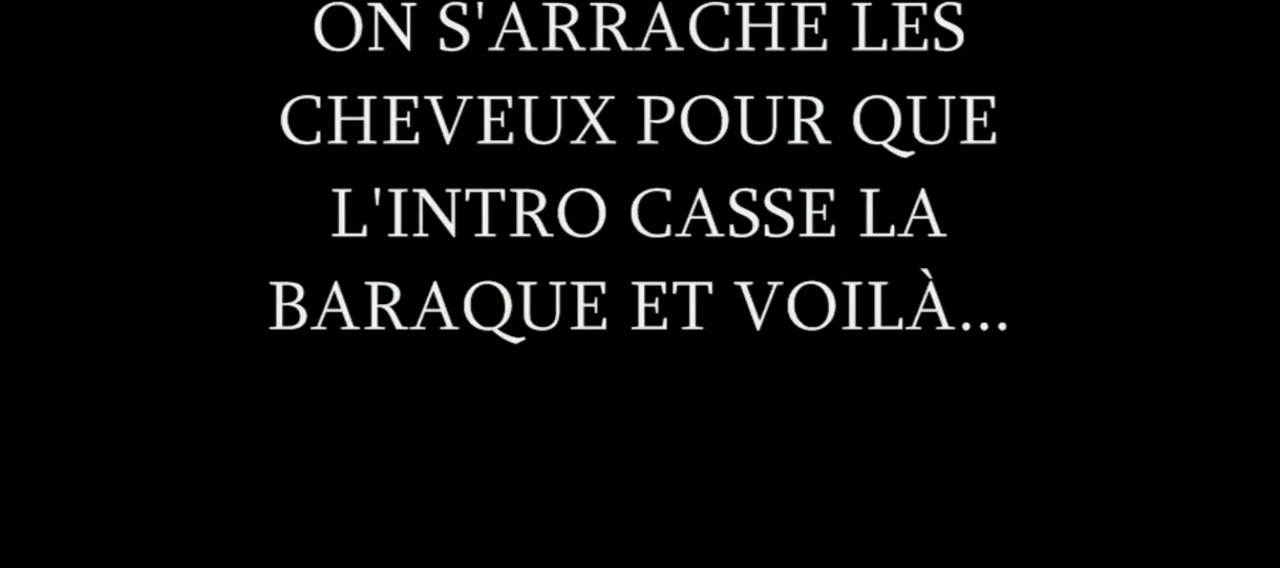 ON S'ARRACHE LES
CHEVEUX POUR QUE
L'INTRO CASSE LA
BARAQUE ET VOILÀ...